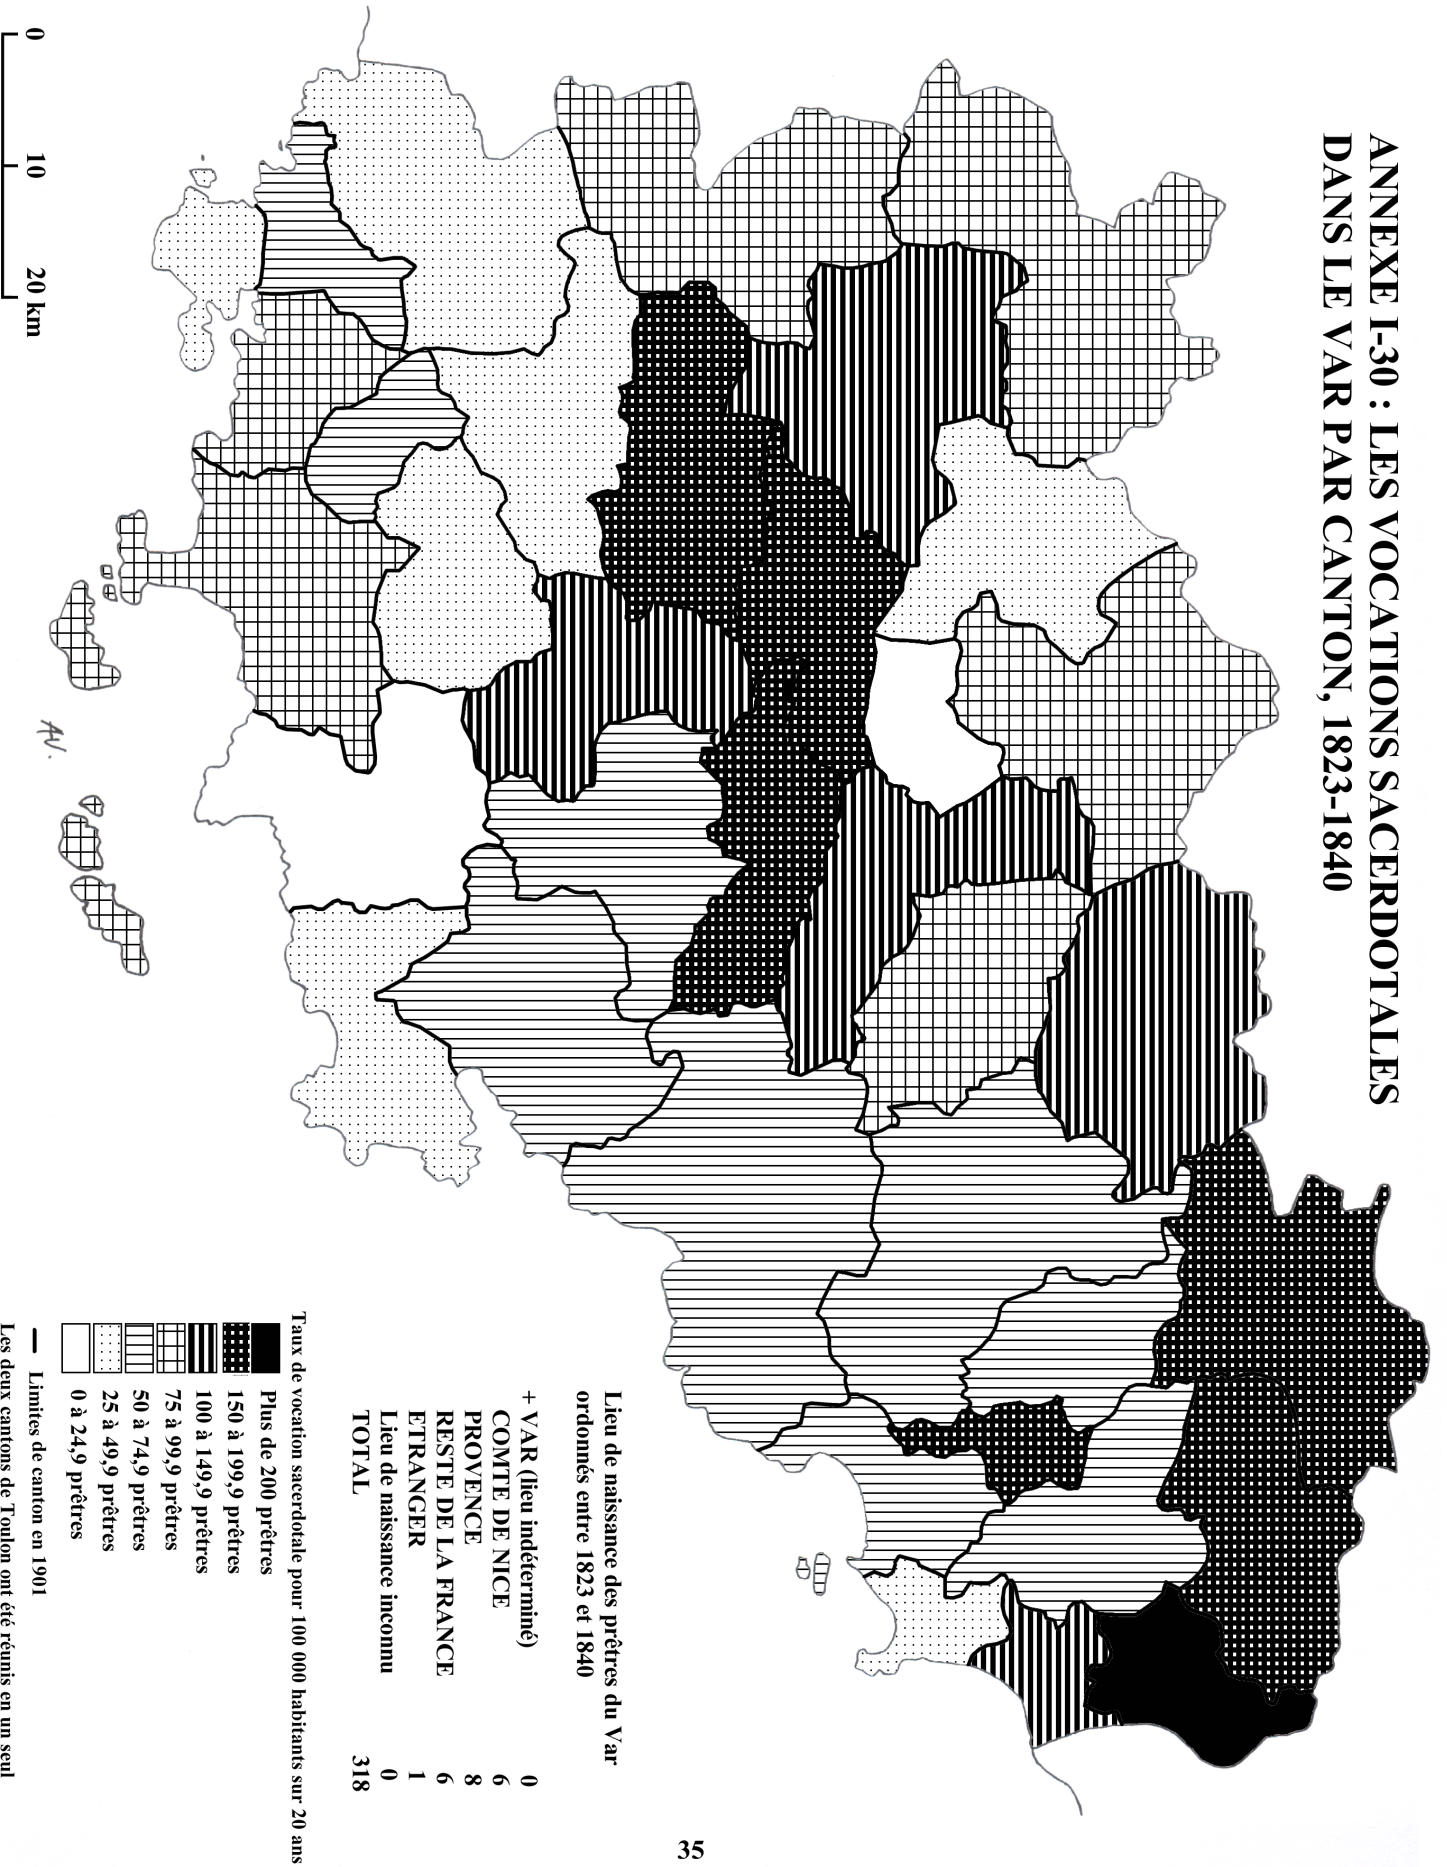 ANNEXE I-30 : LES VOCATIONS SACERDOTALES
DANS LE VAR PAR CANTON, 1823-1840
Lieu de naissance des prêtres du Var
ordonnés entre 1823 et 1840
+ VAR (lieu indéterminé) 0
COMTE DE NICE 6
PROVENCE 8
RESTE DE LA FRANCE 6
ETRANGER 1
Lieu de naissance inconnu 0
TOTAL 318
Taux de vocation sacerdotale pour 100 000 habitants sur 20 ans
Plus de 200 prêtres
150 à 199,9 prêtres
100 à 149,9 prêtres
75 à 99,9 prêtres
50 à 74,9 prêtres
25 à 49,9 prêtres
0 à 24,9 prêtres
Limites de canton en 1901
Les deux cantons de Toulon ont été réunis en un seul
0 10 20 km
35